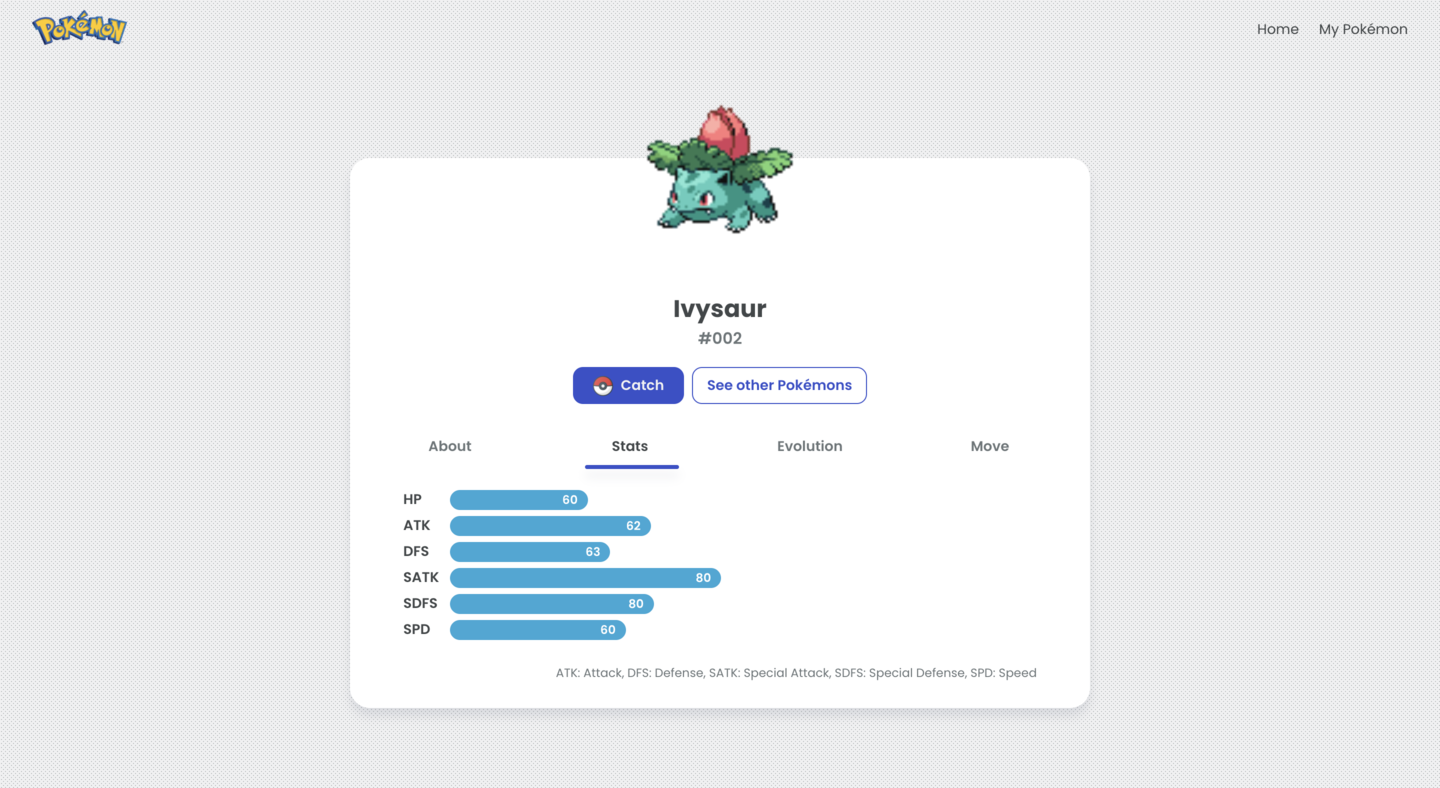 POKéMON
Home My Pokémon
Ivysaur
#002
Catch See other Pokémons
About Stats Evolution Move
HP 60
ATK 62
DFS 63
SATK 80
SDFS 80
SPD 60
ATK: Attack, DFS: Defense, SATK: Special Attack, SDFS: Special Defense, SPD: Speed